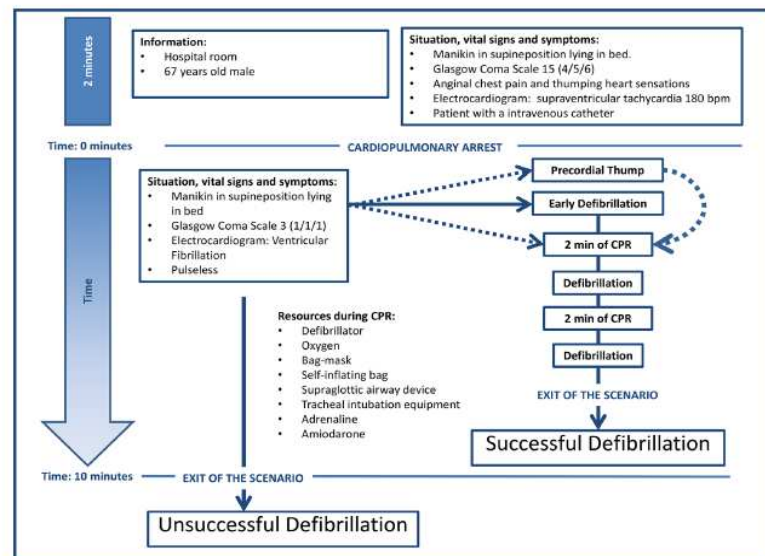 2 minutes
Information:
• Hospital room
• 67 years old male
Situation, vital signs and symptoms:
• Manikin in supineposition lying in bed.
• Glasgow Coma Scale 15 (4/5/6)
• Anginal chest pain and thumping heart sensations
• Electrocardiogram: supraventricular tachycardia 180 bpm
• Patient with a intravenous catheter
Time: 0 minutes
CARDIOPULMONARY ARREST
Time
Situation, vital signs and symptoms:
• Manikin in supineposition lying
in bed
• Glasgow Coma Scale 3 (1/1/1)
• Electrocardiogram: Ventricular
Fibrillation
• Pulseless
Precordial Thump
Early Defibrillation
2 min of CPR
Defibrillation
2 min of CPR
Defibrillation
EXIT OF THE SCENARIO
Successful Defibrillation
Resources during CPR:
• Defibrillator
• Oxygen
• Bag-mask
• Self-inflating bag
• Supraglottic airway device
• Tracheal intubation equipment
• Adrenaline
• Amiodarone
Time: 10 minutes
EXIT OF THE SCENARIO
Unsuccessful Defibrillation